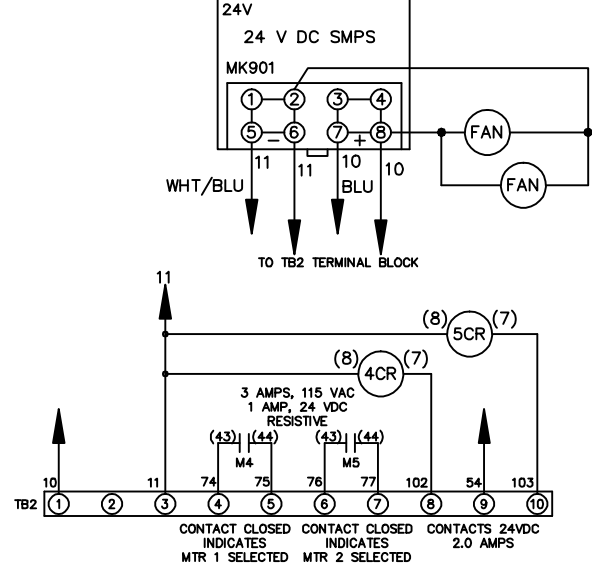 24V
24 V DC SMPS
MK901
1 2 3 4
5 - 6 7 + 8
FAN
FAN
11 11 10 10
WHT/BLU BLU
TO TB2 TERMINAL BLOCK
11
(8) 5CR (7)
(8) 4CR (7)
3 AMPS, 115 VAC
1 AMP, 24 VDC
RESISTIVE
(43) (44) (43) (44)
M4 M5
10 11 74 75 76 77 102 54 103
TB2 1 2 3 4 5 6 7 8 9 10
CONTACT CLOSED
INDICATES
MTR 1 SELECTED
CONTACT CLOSED
INDICATES
MTR 2 SELECTED
CONTACTS 24VDC
2.0 AMPS